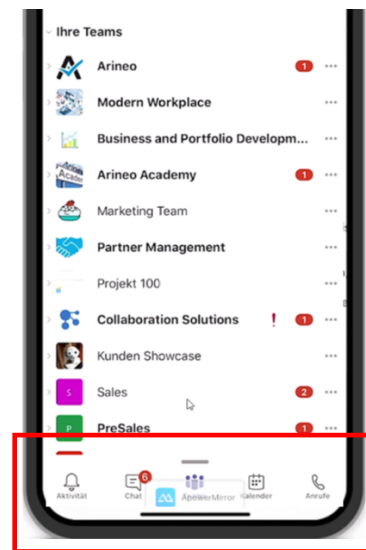 Ihre Teams
Arineo
1
Modern Workplace
Business and Portfolio Developm...
Arineo Academy
1
Marketing Team
Partner Management
Projekt 100
Collaboration Solutions ! 1
Kunden Showcase
S
Sales
2
P
PreSales
1
6
Aktivität
Chat
ApowerMirror
Kalender
Anrufe